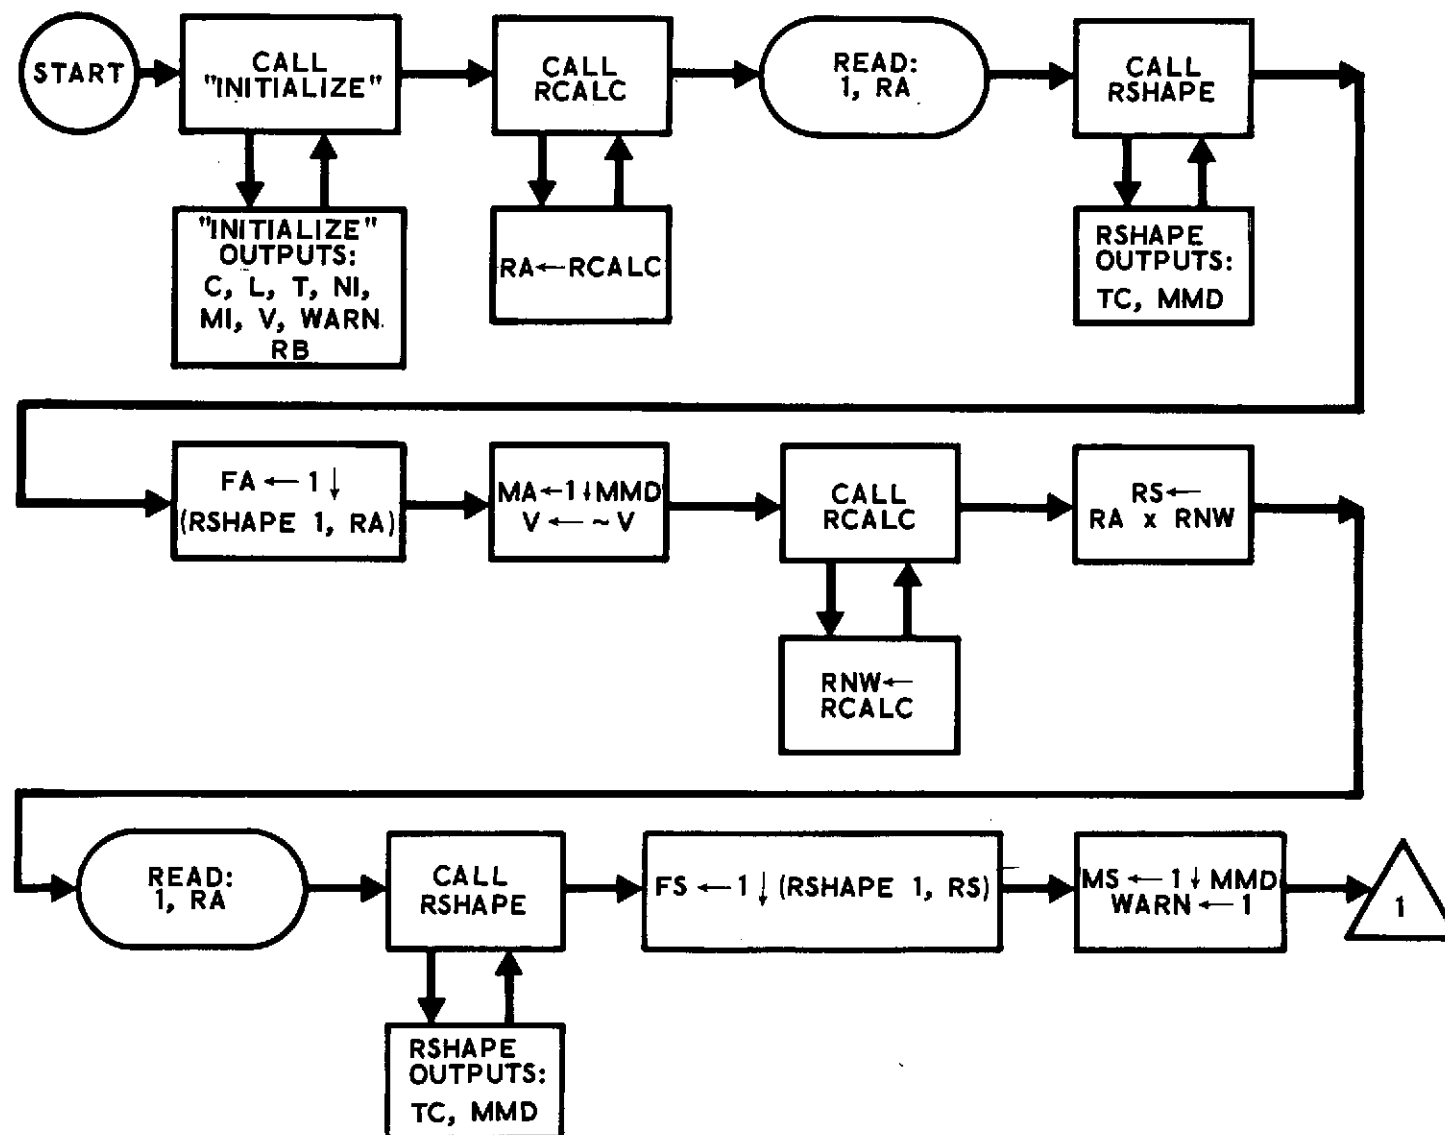 START
CALL
"INITIALIZE"
CALL
RCALC
READ:
1, RA
CALL
RSHAPE
"INITIALIZE"
OUTPUTS:
C, L, T, NI,
MI, V, WARN
RB
RA←RCALC
RSHAPE
OUTPUTS:
TC, MMD
FA ← 1 ↓
(RSHAPE 1, RA)
MA←1↓MMD
V ← ~ V
CALL
RCALC
RS←
RA x RNW
RNW←
RCALC
READ:
1, RA
CALL
RSHAPE
FS ← 1 ↓ (RSHAPE 1, RS)
MS ← 1 ↓ MMD
WARN ← 1
1
RSHAPE
OUTPUTS:
TC, MMD